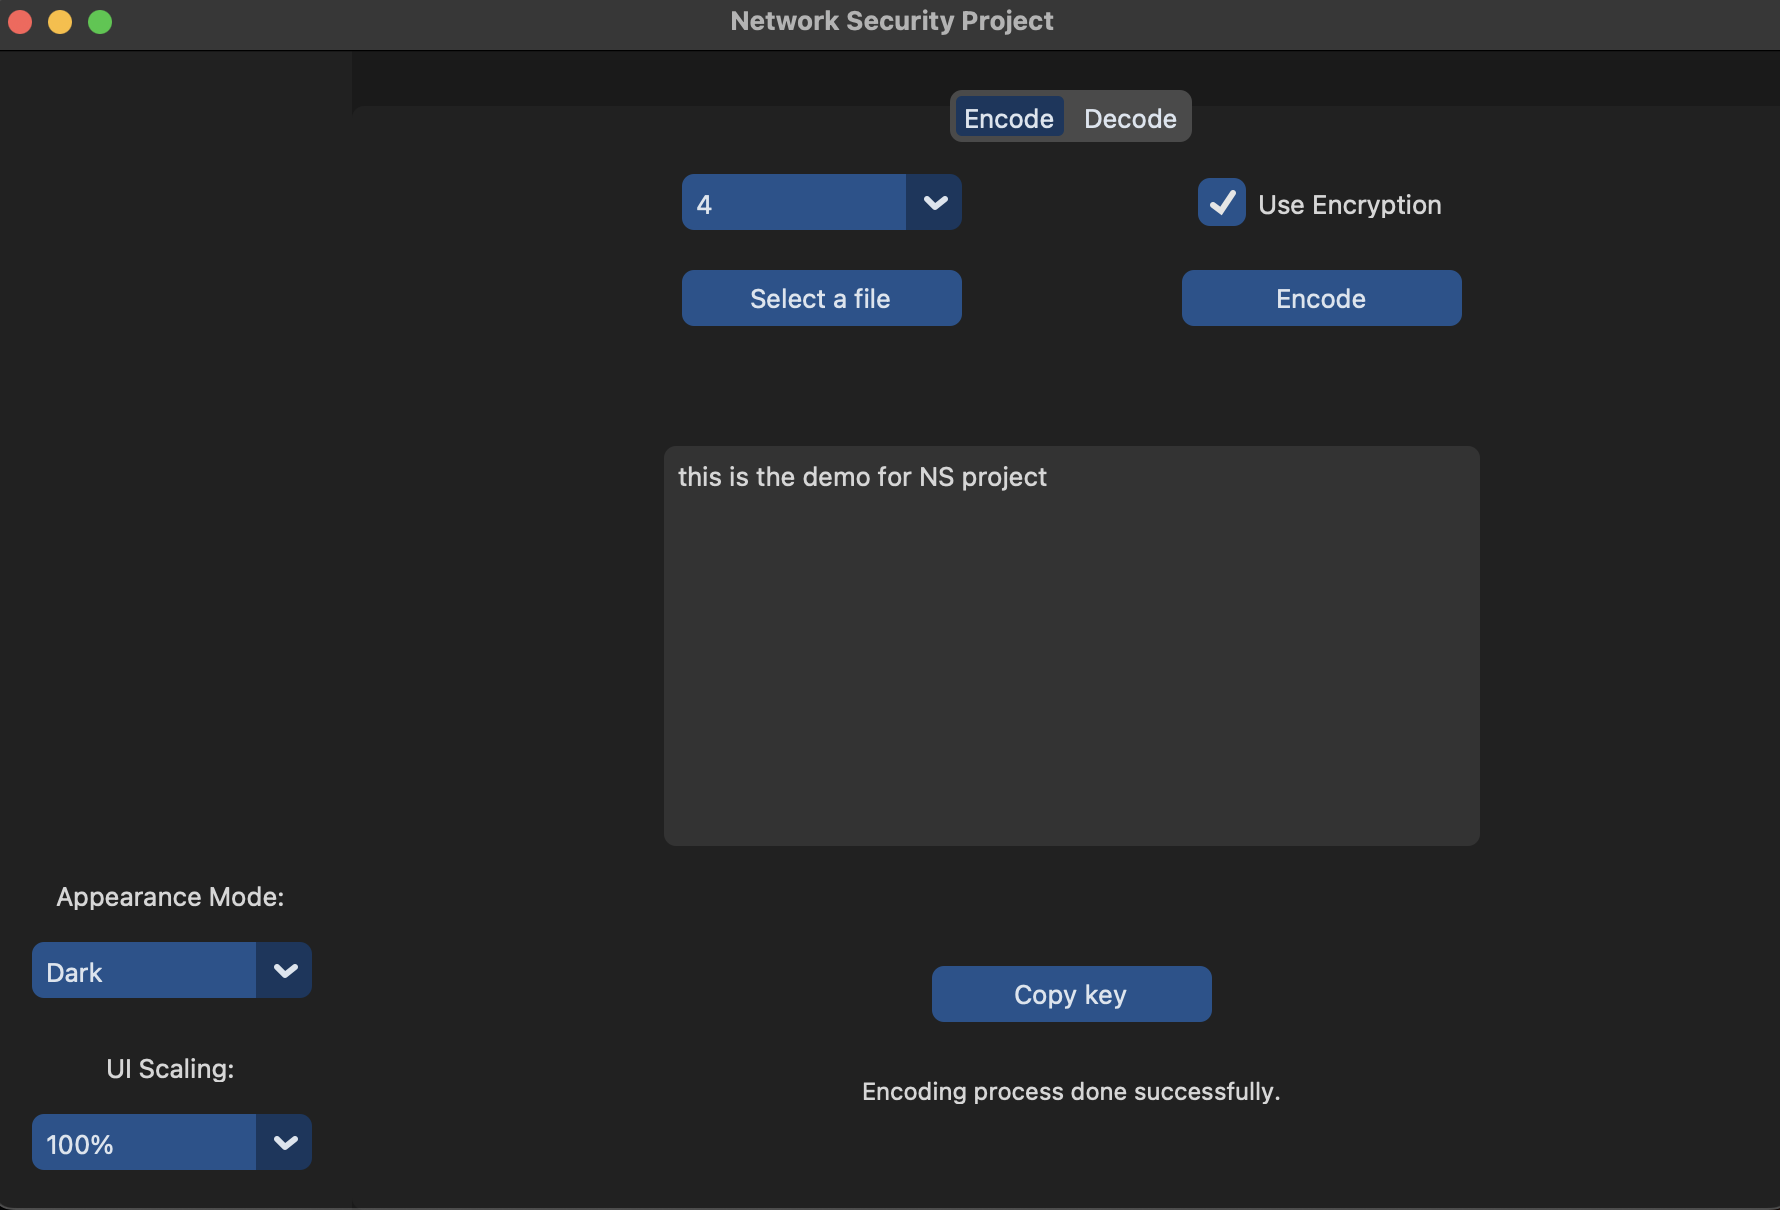 Network Security Project
Encode Decode
4
Use Encryption
Select a file
Encode
this is the demo for NS project
Appearance Mode:
Dark
Copy key
UI Scaling:
Encoding process done successfully.
100%